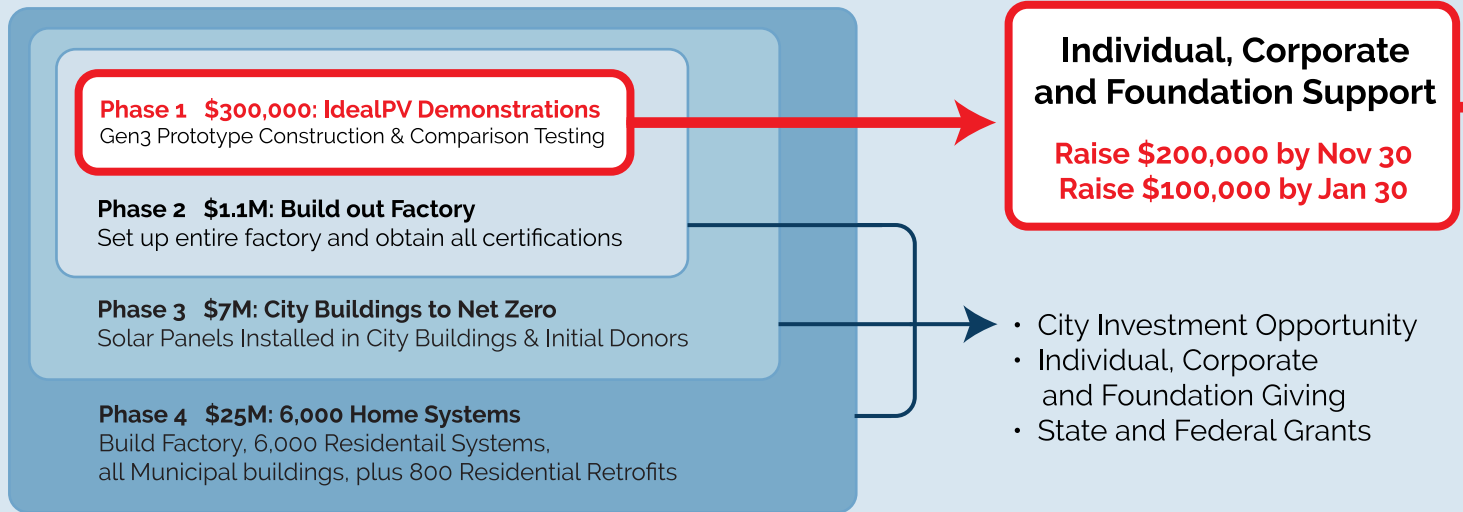 Phase 1 $300,000: IdealPV Demonstrations
Gen3 Prototype Construction & Comparison Testing
Phase 2 $1.1M: Build out Factory
Set up entire factory and obtain all certifications
Phase 3 $7M: City Buildings to Net Zero
Solar Panels Installed in City Buildings & Initial Donors
Phase 4 $25M: 6,000 Home Systems
Build Factory, 6,000 Residentail Systems,
all Municipal buildings, plus 800 Residential Retrofits
Individual, Corporate
and Foundation Support
Raise $200,000 by Nov 30
Raise $100,000 by Jan 30
• City Investment Opportunity
• Individual, Corporate
and Foundation Giving
• State and Federal Grants